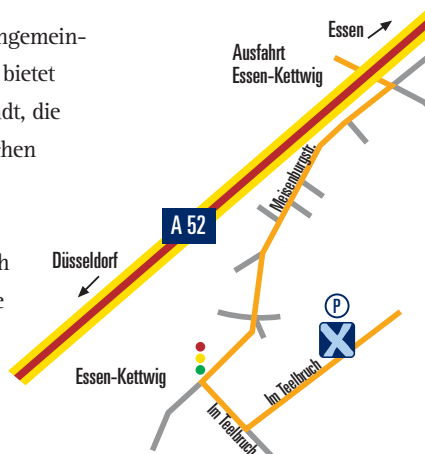 ngemein-
bietet
dt, die
chen
h
e
Essen
Ausfahrt
Essen-Kettwig
Meisenburgstr.
A 52
Düsseldorf
P
Essen-Kettwig
Im Teelbruch
Im Teelbruch